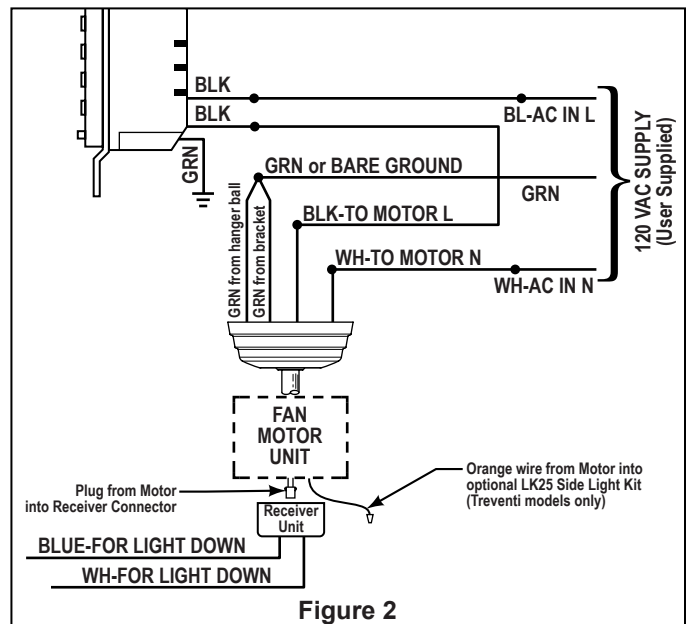 BLK
BL-AC IN L
BLK
GRN
GRN or BARE GROUND
GRN
GRN from hanger ball
GRN from bracket
BLK-TO MOTOR L
WH-TO MOTOR N
WH-AC IN N
120 VAC SUPPLY
(User Supplied)
FAN
MOTOR
UNIT
Plug from Motor
into Receiver Connector
Orange wire from Motor into
optional LK25 Side Light Kit
(Treventi models only)
Receiver
Unit
BLUE-FOR LIGHT DOWN
WH-FOR LIGHT DOWN
Figure 2